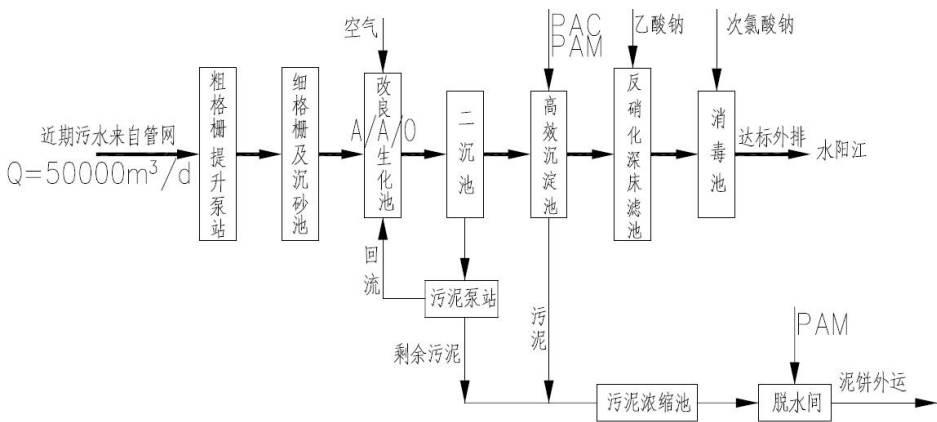 空气
PAC
PAM
乙酸钠
次氯酸钠
近期污水来自管网
Q=50000m³/d
粗格栅提升泵站
细格栅及沉砂池
改良A/A/O生化池
二沉池
高效沉淀池
反硝化深床滤池
消毒池
达标外排
水阳江
回流
污泥泵站
剩余污泥
污泥
污泥浓缩池
PAM
脱水间
泥饼外运